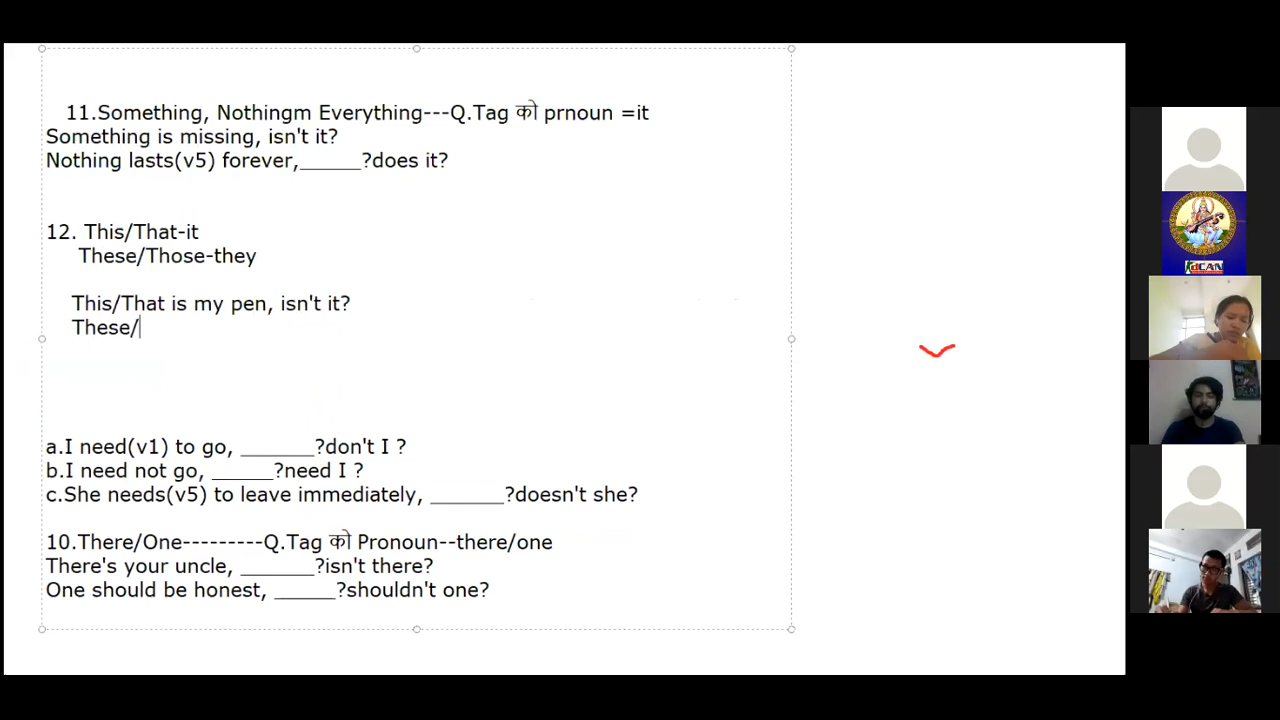 11.Something, Nothingm Everything---Q.Tag को prnoun =it
Something is missing, isn't it?
Nothing lasts(v5) forever,______?does it?
12. This/That-it
These/Those-they
This/That is my pen, isn't it?
These/
a.I need(v1) to go, _______?don't I ?
b.I need not go, ______?need I ?
c.She needs(v5) to leave immediately, _______?doesn't she?
10.There/One---------Q.Tag को Pronoun--there/one
There's your uncle, _______?isn't there?
One should be honest, ______?shouldn't one?